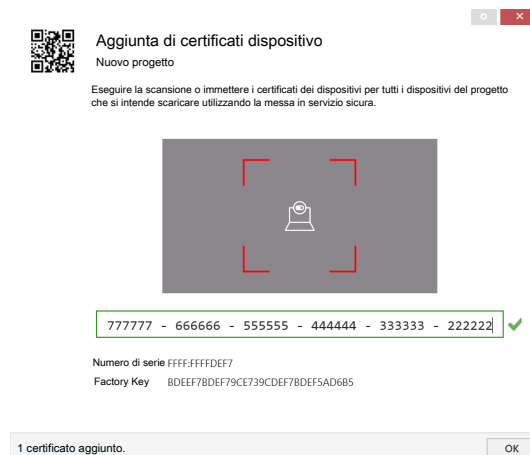 Aggiunta di certificati dispositivo
Nuovo progetto
Eseguire la scansione o immettere i certificati dei dispositivi per tutti i dispositivi del progetto
che si intende scaricare utilizzando la messa in servizio sicura.
777777 - 666666 - 555555 - 444444 - 333333 - 222222
Numero di serie FFFF:FFFFDEF7
Factory Key BDEEF7BDEF79CE739CDEF7BDEF5AD6B5
1 certificato aggiunto.
OK